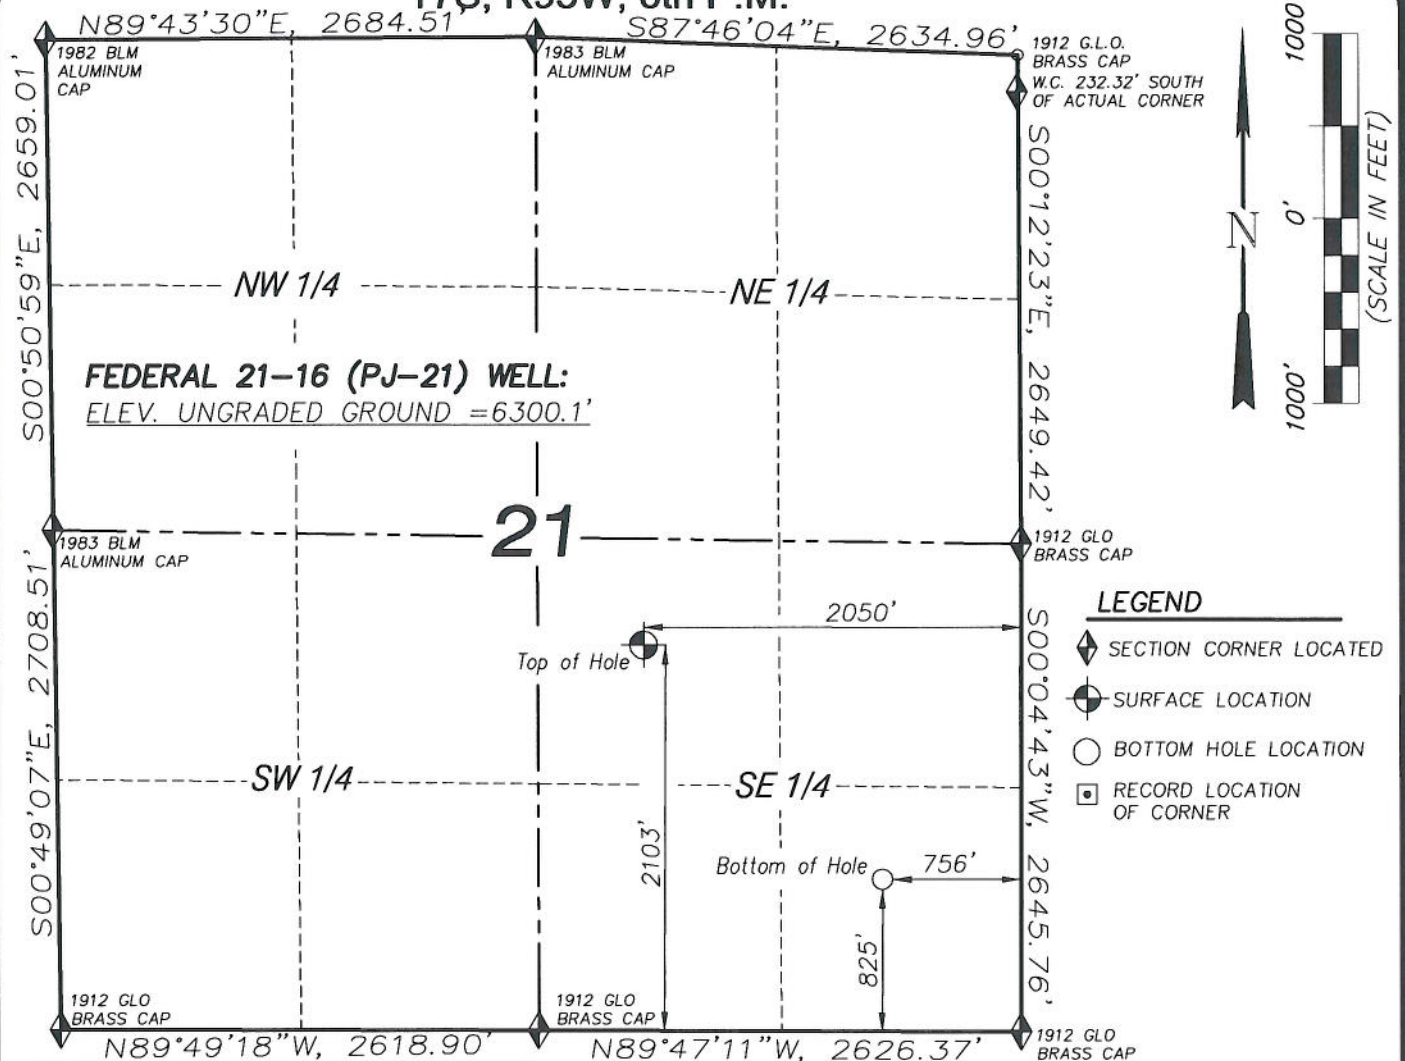 N89°43'30"E, 2684.51'
S87°46'04"E, 2634.96'
1982 BLM
ALUMINUM
CAP
1983 BLM
ALUMINUM CAP
1912 G.L.O.
BRASS CAP
W.C. 232.32' SOUTH
OF ACTUAL CORNER
1000'
0'
1000'
(SCALE IN FEET)
N
S00°50'59"E, 2659.01'
S00°12'23"E, 2649.42'
NW 1/4
NE 1/4
FEDERAL 21-16 (PJ-21) WELL:
ELEV. UNGRADED GROUND =6300.1'
21
1983 BLM
ALUMINUM CAP
1912 GLO
BRASS CAP
2050'
Top of Hole
LEGEND
SECTION CORNER LOCATED
SURFACE LOCATION
BOTTOM HOLE LOCATION
RECORD LOCATION
OF CORNER
S00°49'07"E, 2708.51'
S00°04'43"W, 2645.76'
SW 1/4
SE 1/4
2103'
Bottom of Hole
756'
825'
1912 GLO
BRASS CAP
1912 GLO
BRASS CAP
1912 GLO
BRASS CAP
N89°49'18"W, 2618.90'
N89°47'11"W, 2626.37'